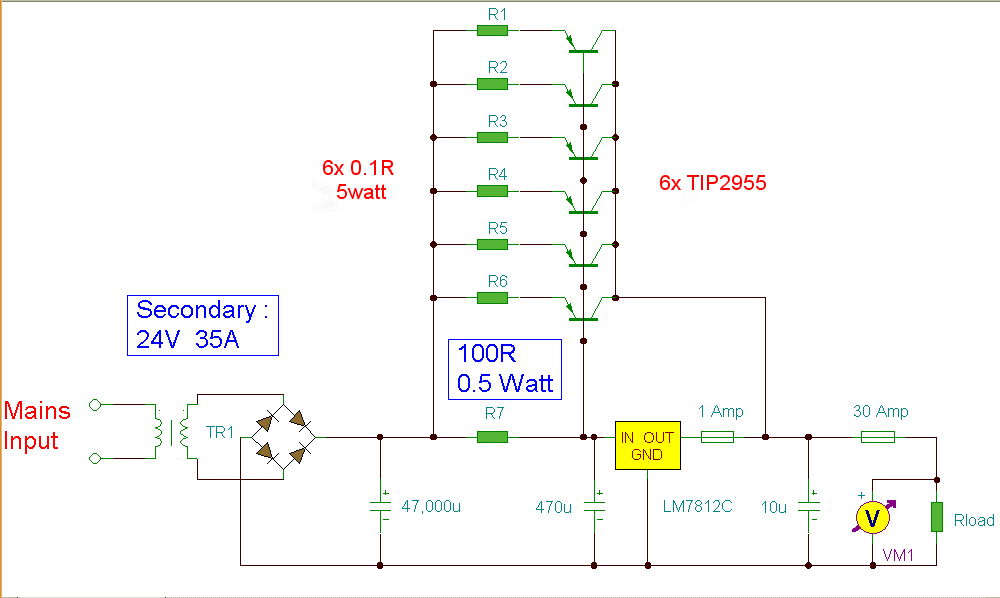 R1
R2
R3
6x 0.1R
5watt
R4
6x TIP2955
R5
R6
Secondary :
24V 35A
100R
0.5 Watt
Mains
Input
TR1
R7
1 Amp
30 Amp
IN OUT
GND
+
47,000u
-
+
470u
-
LM7812C
+
10u
-
+
V
VM1
Rload